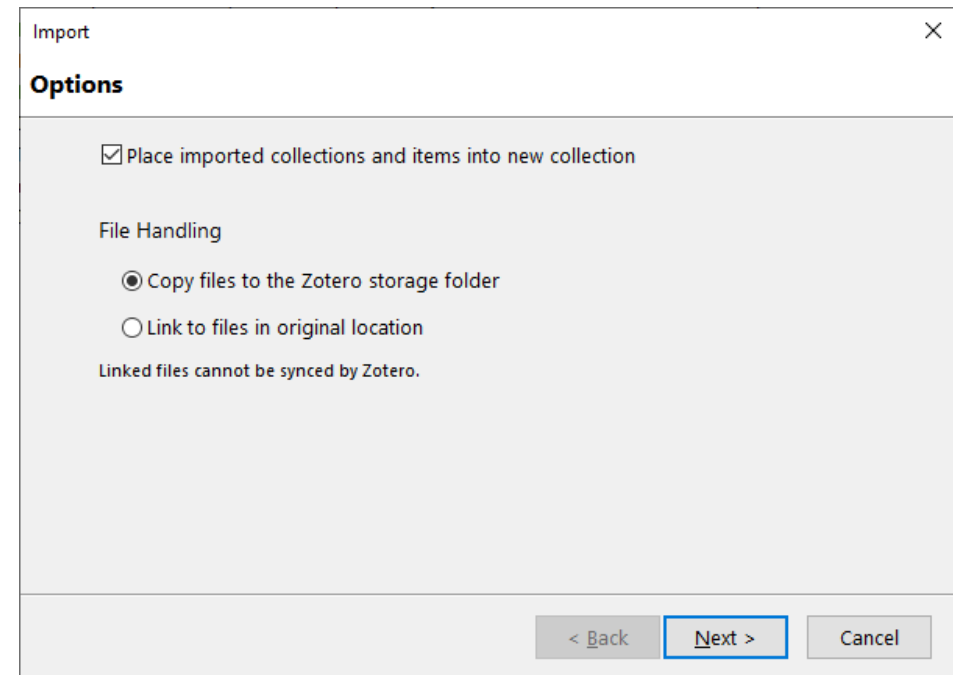 Import
Options
Place imported collections and items into new collection
File Handling
Copy files to the Zotero storage folder
Link to files in original location
Linked files cannot be synced by Zotero.
< Back Next > Cancel